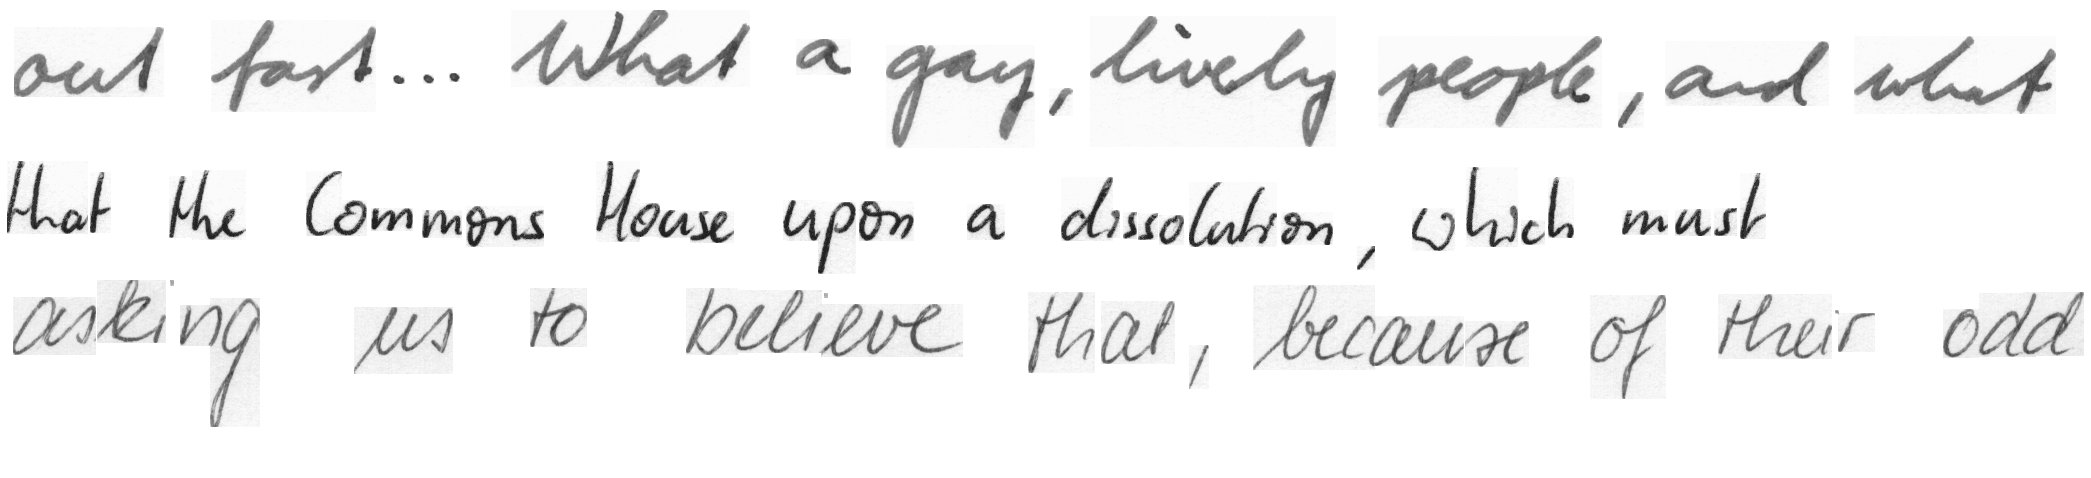 out fast... What a gay, lively people, and what
that the Commons House upon a dissolution, which must
asking us to believe that, because of their odd